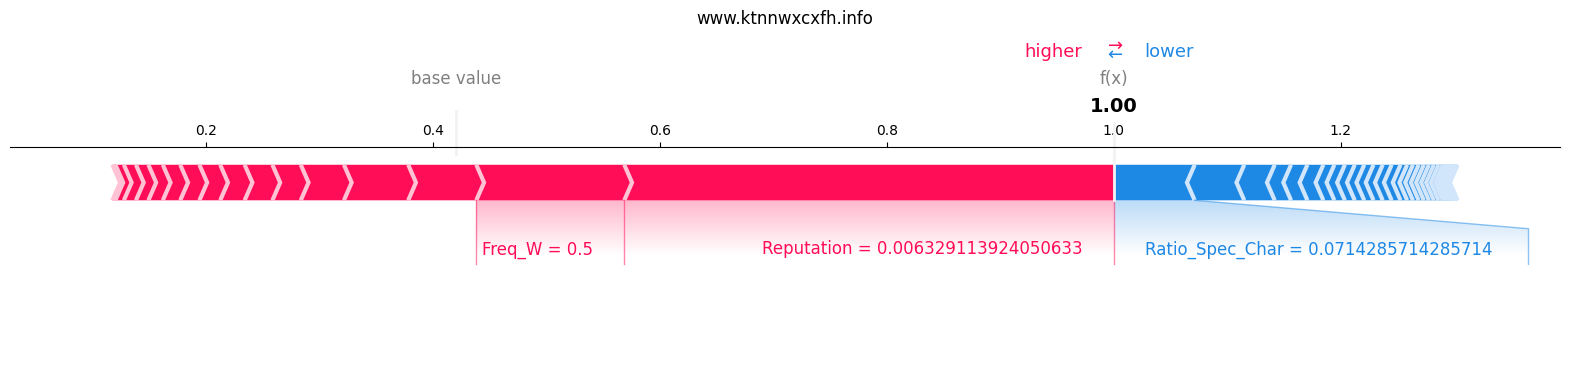 www.ktnnwxcxfh.info
higher ⇄ lower
base value f(x)
1.00
0.2 0.4 0.6 0.8 1.0 1.2
Freq_W = 0.5 Reputation = 0.006329113924050633 Ratio_Spec_Char = 0.0714285714285714